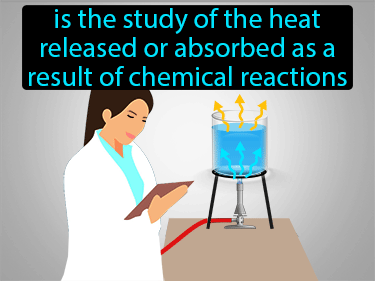 is the study of the heat
released or absorbed as a
result of chemical reactions